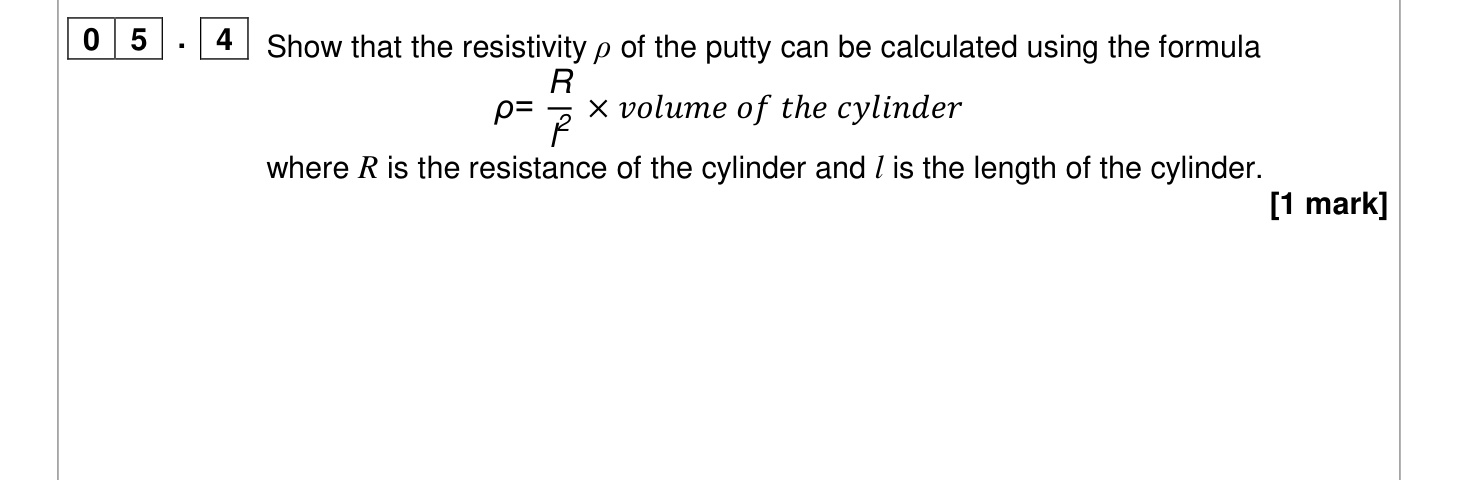 0 5 . 4 Show that the resistivity ρ of the putty can be calculated using the formula
ρ= R/l² × volume of the cylinder
where R is the resistance of the cylinder and l is the length of the cylinder.
[1 mark]